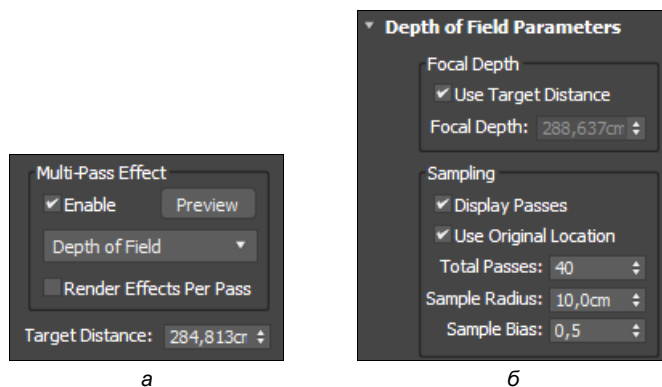 Multi-Pass Effect
Enable Preview
Depth of Field
Render Effects Per Pass
Target Distance: 284,813cr
а
Depth of Field Parameters
Focal Depth
Use Target Distance
Focal Depth: 288,637cm
Sampling
Display Passes
Use Original Location
Total Passes: 40
Sample Radius: 10,0cm
Sample Bias: 0,5
б